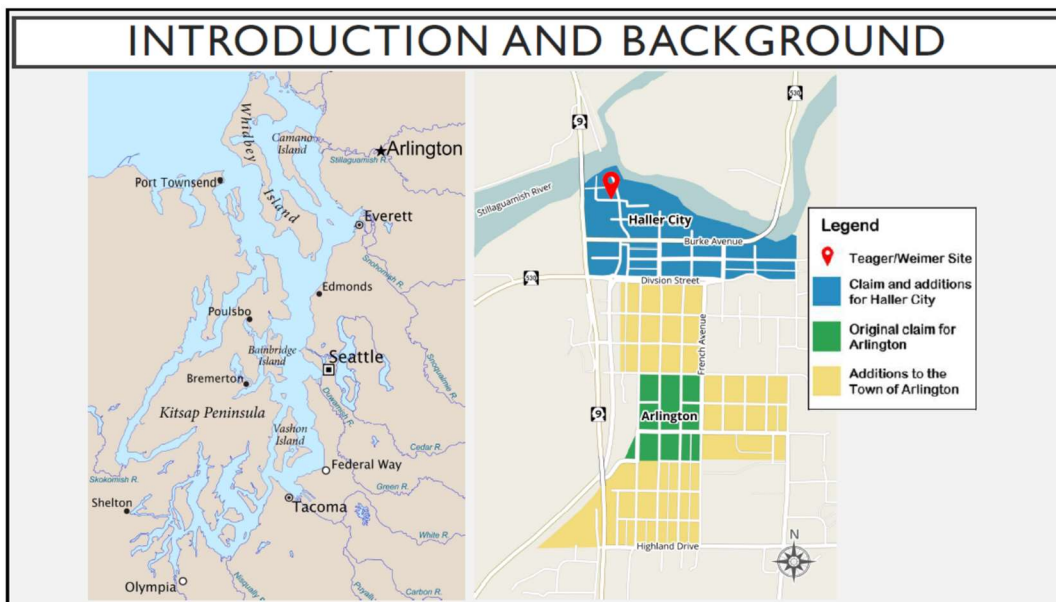 INTRODUCTION AND BACKGROUND
Whidbey
Island
Camano
Island
Arlington
Stillaguamish R.
Port Townsend
Everett
Snohomish R.
Edmonds
Poulsbo
Bainbridge
Island
Seattle
Bremerton
Snoqualmie R.
Duwamish R.
Kitsap Peninsula
Vashon
Island
Cedar R.
Federal Way
Skokomish R.
Green R.
Shelton
Tacoma
White R.
Olympia
Carbon R.
530
9
Stillaguamish River
Haller City
Burke Avenue
530
Divsion Street
French Avenue
9
Arlington
Highland Drive
N
Legend
Teager/Weimer Site
Claim and additions
for Haller City
Original claim for
Arlington
Additions to the
Town of Arlington